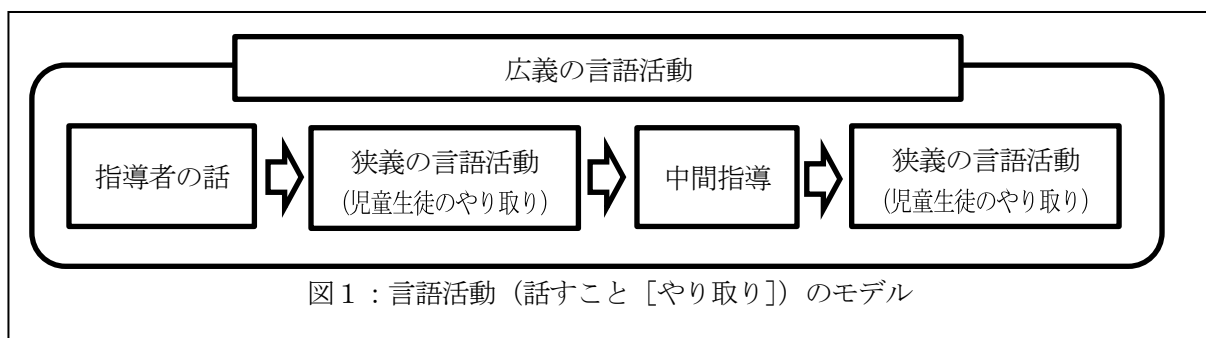 広義の言語活動
指導者の話
狭義の言語活動
(児童生徒のやり取り)
中間指導
狭義の言語活動
(児童生徒のやり取り)
図1：言語活動（話すこと［やり取り］）のモデル